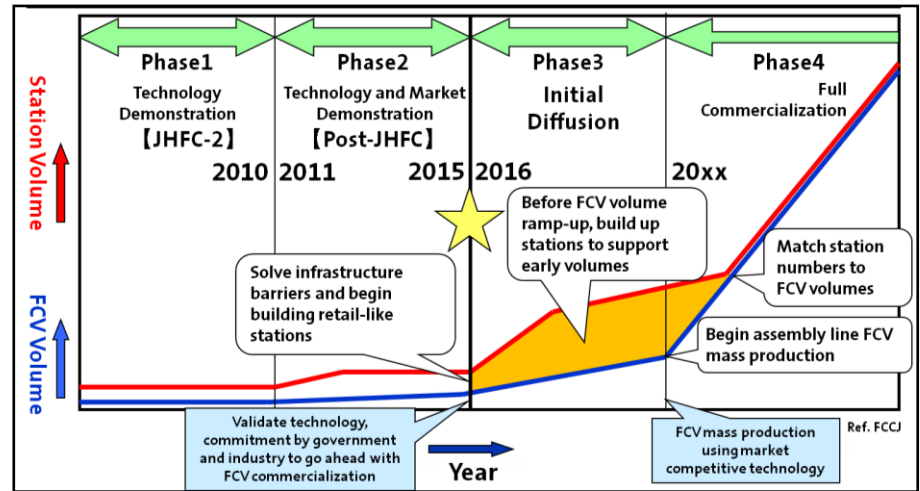 Phase1
Technology
Demonstration
【JHFC-2】
2010
Phase2
Technology and Market
Demonstration
【Post-JHFC】
2011
2015
Phase3
Initial
Diffusion
2016
Phase4
Full
Commercialization
20xx
Station Volume
FCV Volume
Before FCV volume
ramp-up, build up
stations to support
early volumes
Solve infrastructure
barriers and begin
building retail-like
stations
Match station
numbers to
FCV volumes
Begin assembly line FCV
mass production
Validate technology,
commitment by government
and industry to go ahead with
FCV commercialization
Year
FCV mass production
using market
competitive technology
Ref. FCCJ